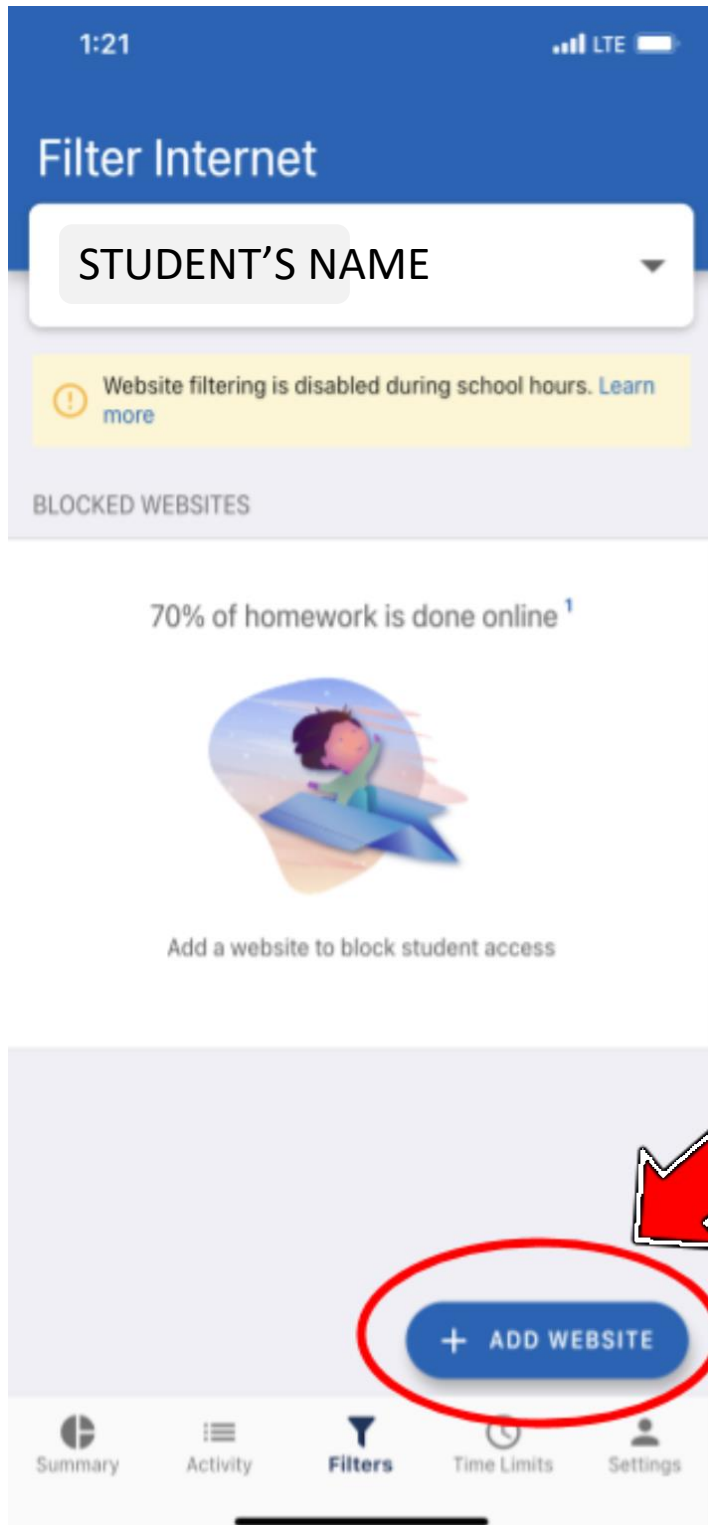 1:21
LTE
Filter Internet
STUDENT’S NAME
Website filtering is disabled during school hours. Learn
more
BLOCKED WEBSITES
70% of homework is done online 1
Add a website to block student access
+ ADD WEBSITE
Summary
Activity
Filters
Time Limits
Settings